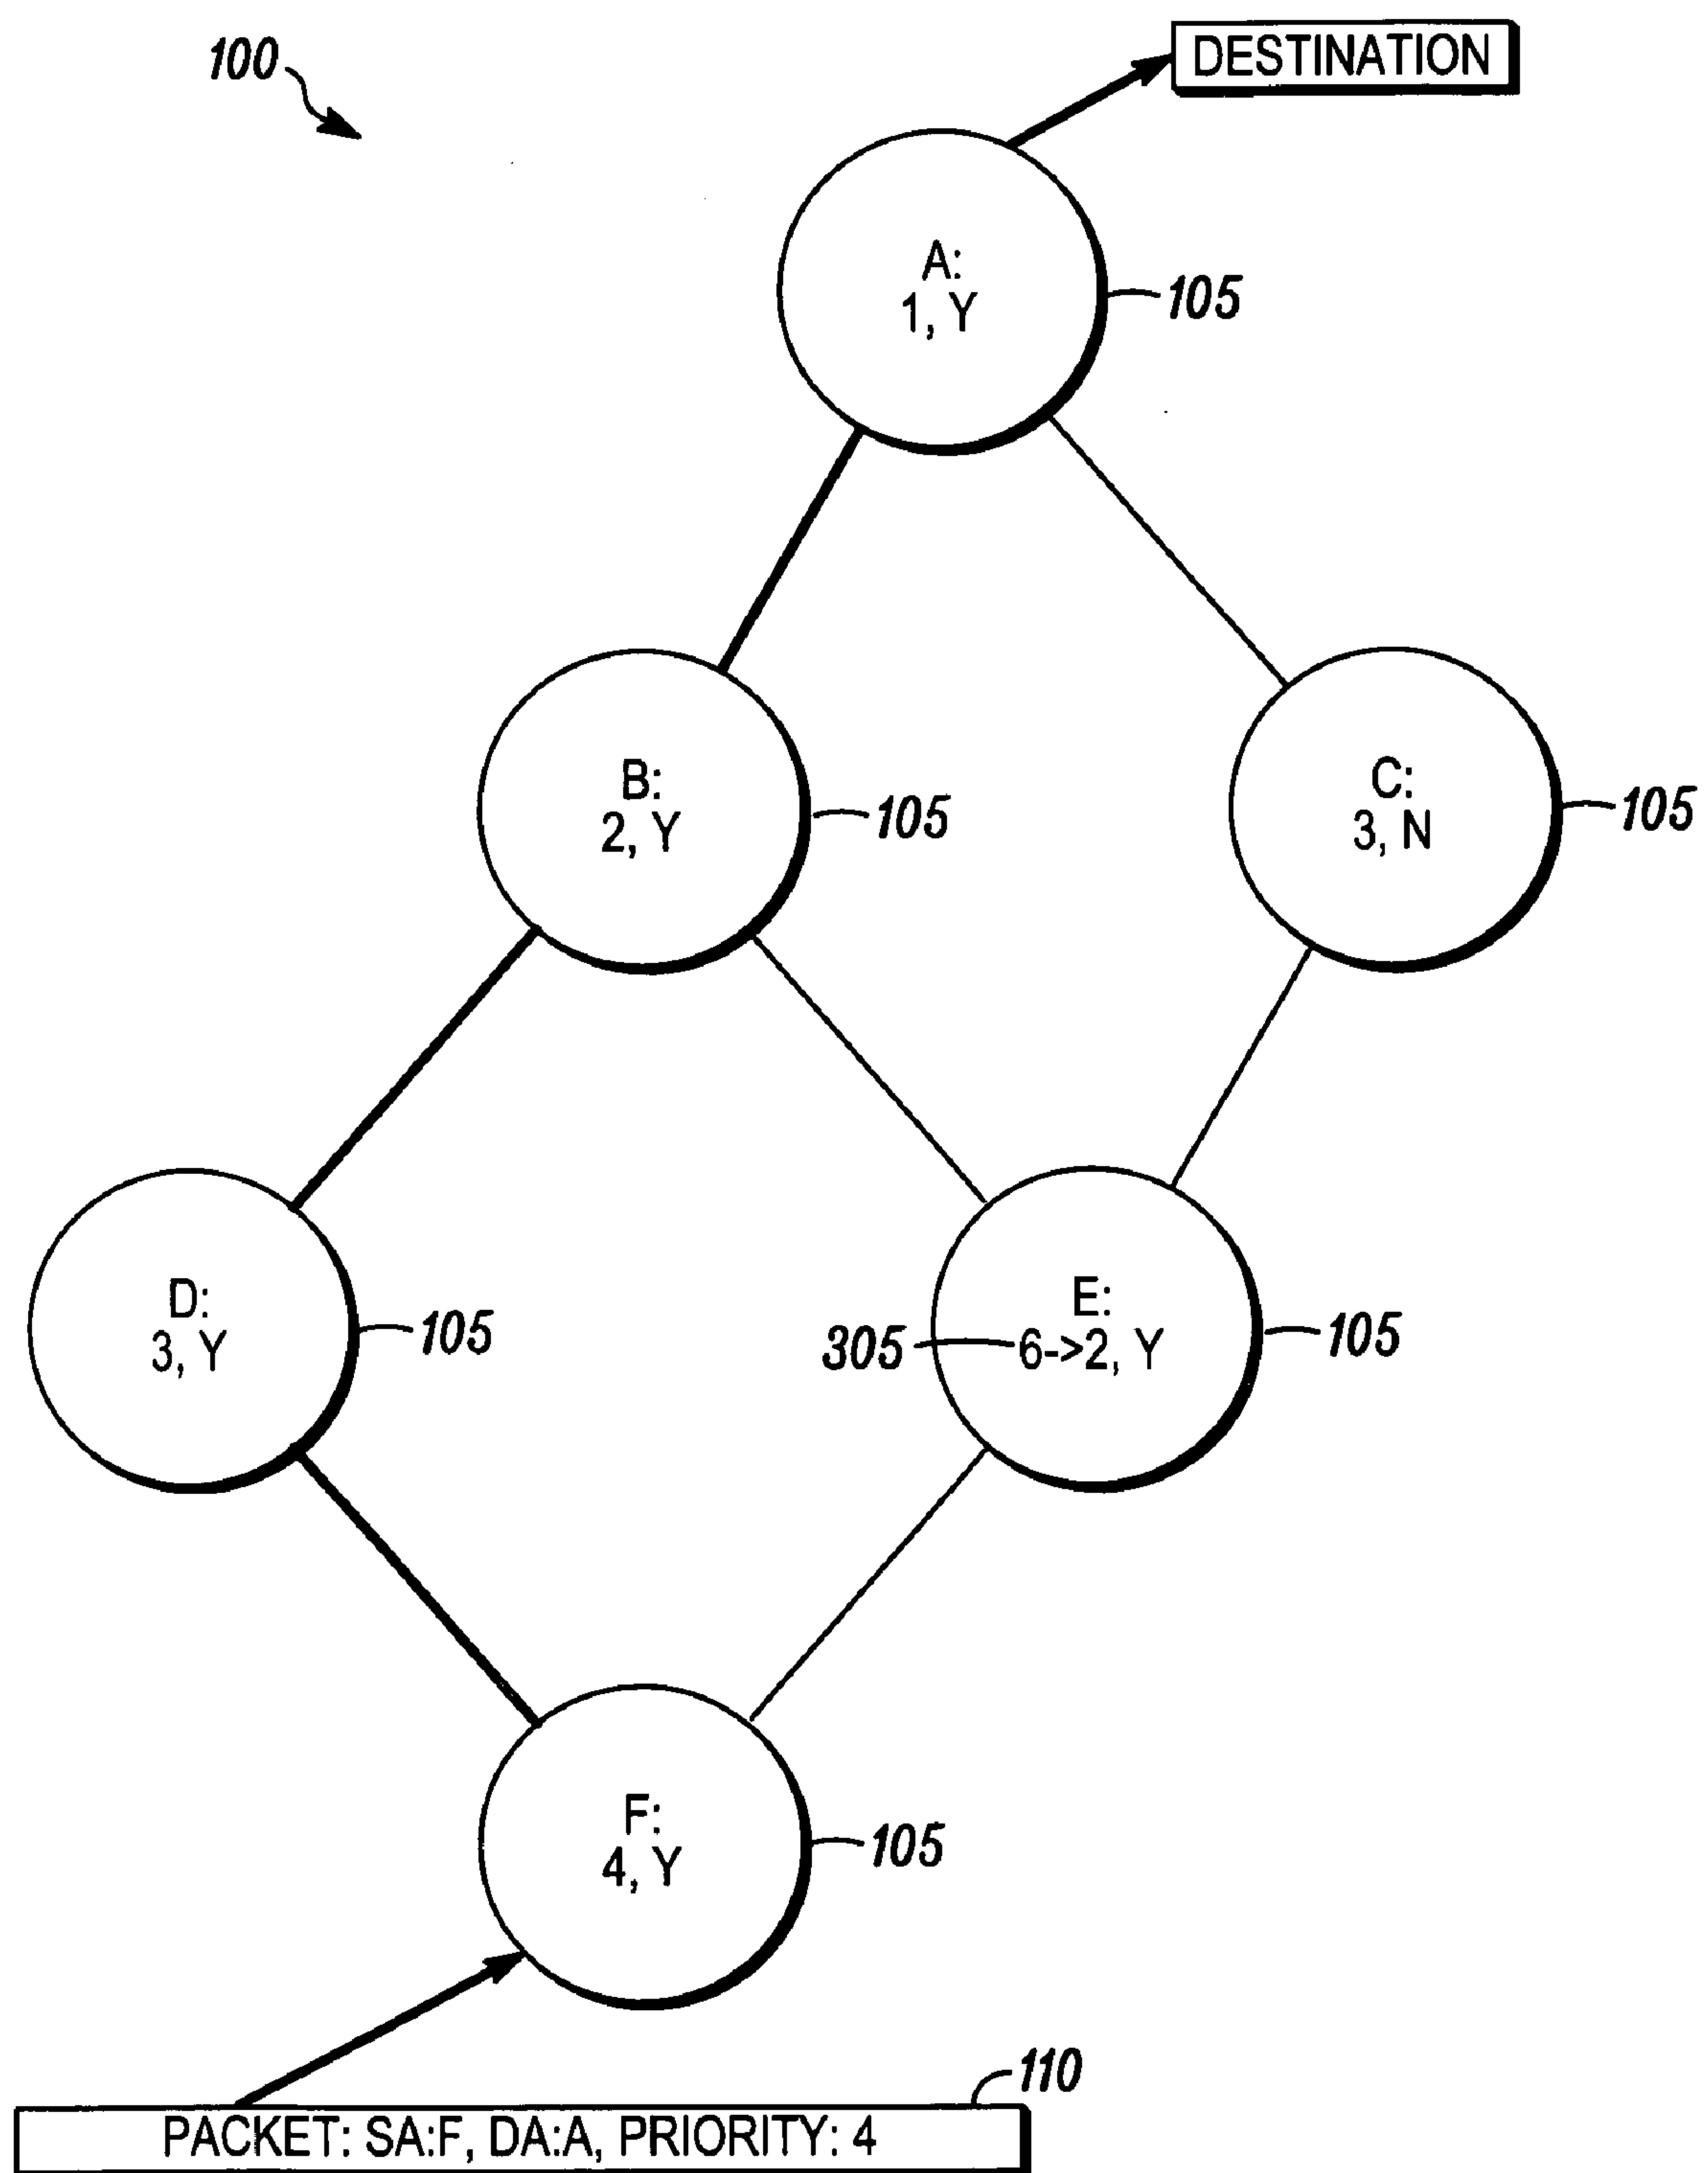 100
DESTINATION
A:
1, Y
105
B:
2, Y
105
C:
3, N
105
D:
3, Y
105
E:
305
6->2, Y
105
F:
4, Y
105
110
PACKET: SA:F, DA:A, PRIORITY: 4